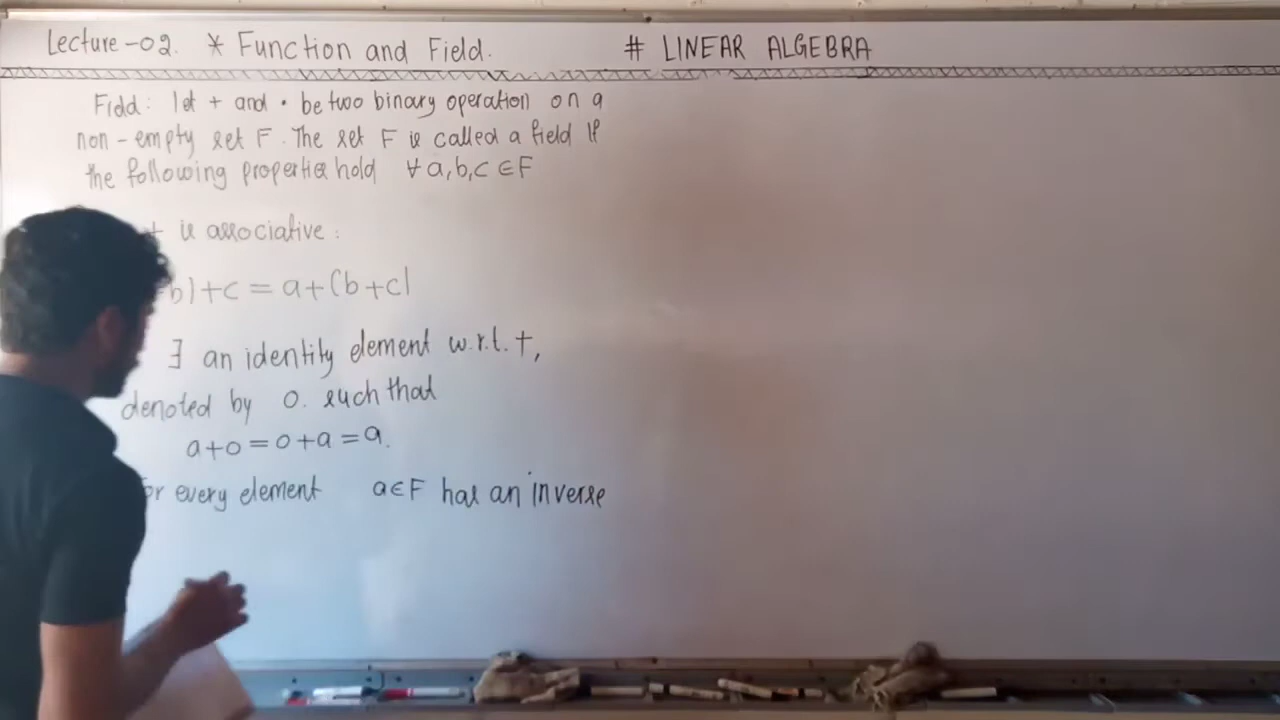 Lecture-02. * Function and Field. # LINEAR ALGEBRA
Field: let + and • be two binary operation on a
non-empty set F. The set F is called a field if
the following properties hold ∀ a,b,c ∈ F
+ is associative:
b)+c = a+(b+c)
∃ an identity element w.r.t. +,
denoted by 0. such that
a+0 = 0+a = a.
every element a∈F has an inverse